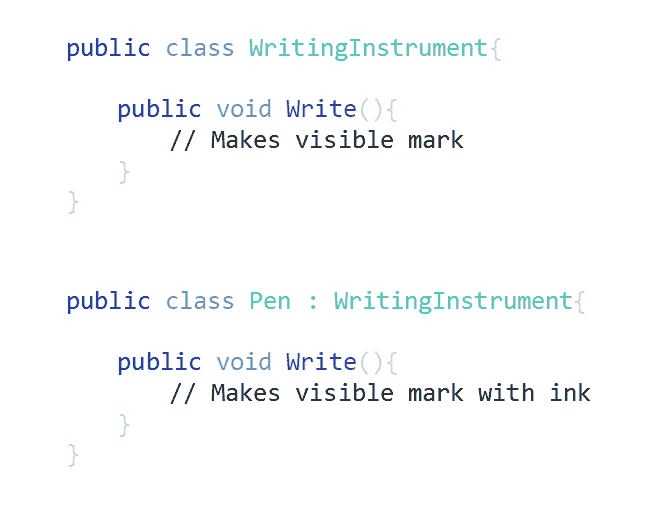 public class WritingInstrument{
public void Write(){
// Makes visible mark
}
}
public class Pen : WritingInstrument{
public void Write(){
// Makes visible mark with ink
}
}